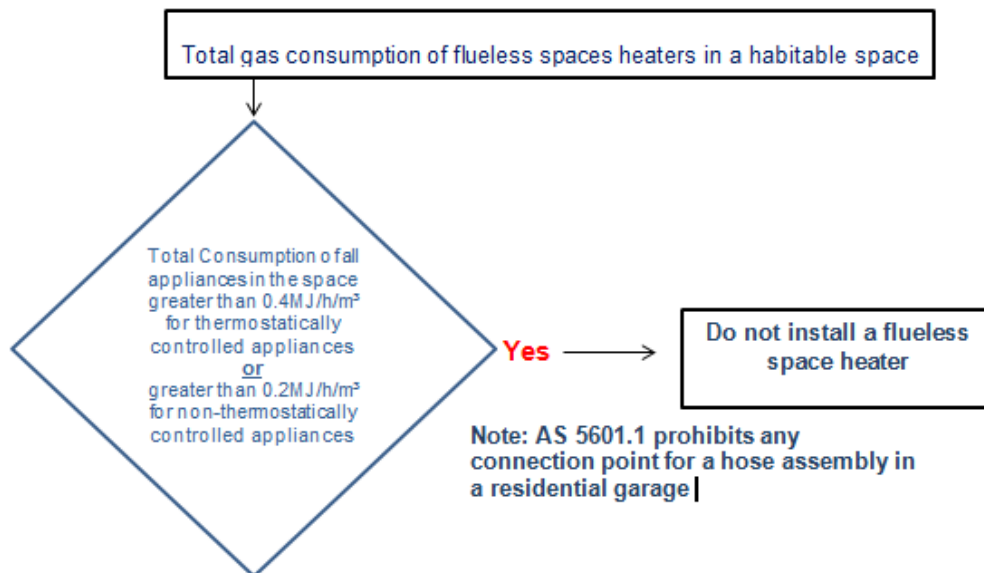 Total gas consumption of flueless spaces heaters in a habitable space
Total Consumption of all
appliances in the space
greater than 0.4MJ/h/m³
for thermostatically
controlled appliances
or
greater than 0.2MJ/h/m³
for non-thermostatically
controlled appliances
Yes
Do not install a flueless
space heater
Note: AS 5601.1 prohibits any
connection point for a hose assembly in
a residential garage